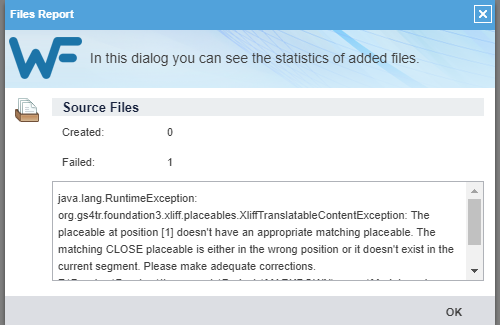 Files Report
WF
In this dialog you can see the statistics of added files.
Source Files
Created: 0
Failed: 1
java.lang.RuntimeException:
org.gs4tr.foundation3.xliff.placeables.XliffTranslatableContentException: The
placeable at position [1] doesn't have an appropriate matching placeable. The
matching CLOSE placeable is either in the wrong position or it doesn't exist in the
current segment. Please make adequate corrections.
OK